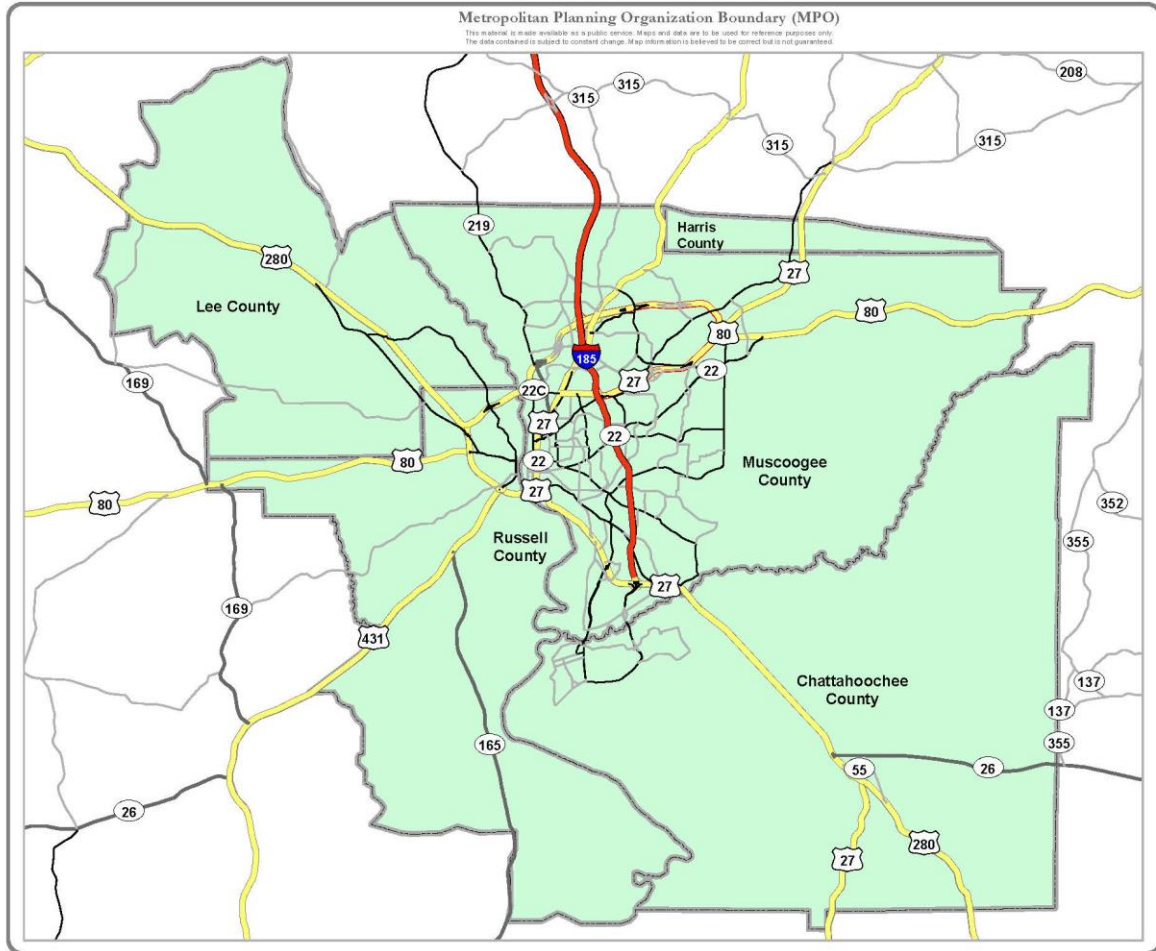 Metropolitan Planning Organization Boundary (MPO)
This material is made available as a public service. Maps and data are to be used for reference purposes only.
The data contained is subject to constant change. Map information is believed to be correct but is not guaranteed.
208
315
315
315
315
219
Harris
County
280
27
Lee County
80
80
185
169
22
27
22C
27
22
80
22
Muscoogee
County
27
80
352
Russell
County
355
27
169
431
Chattahoochee
County
137
137
165
355
55
26
26
280
27